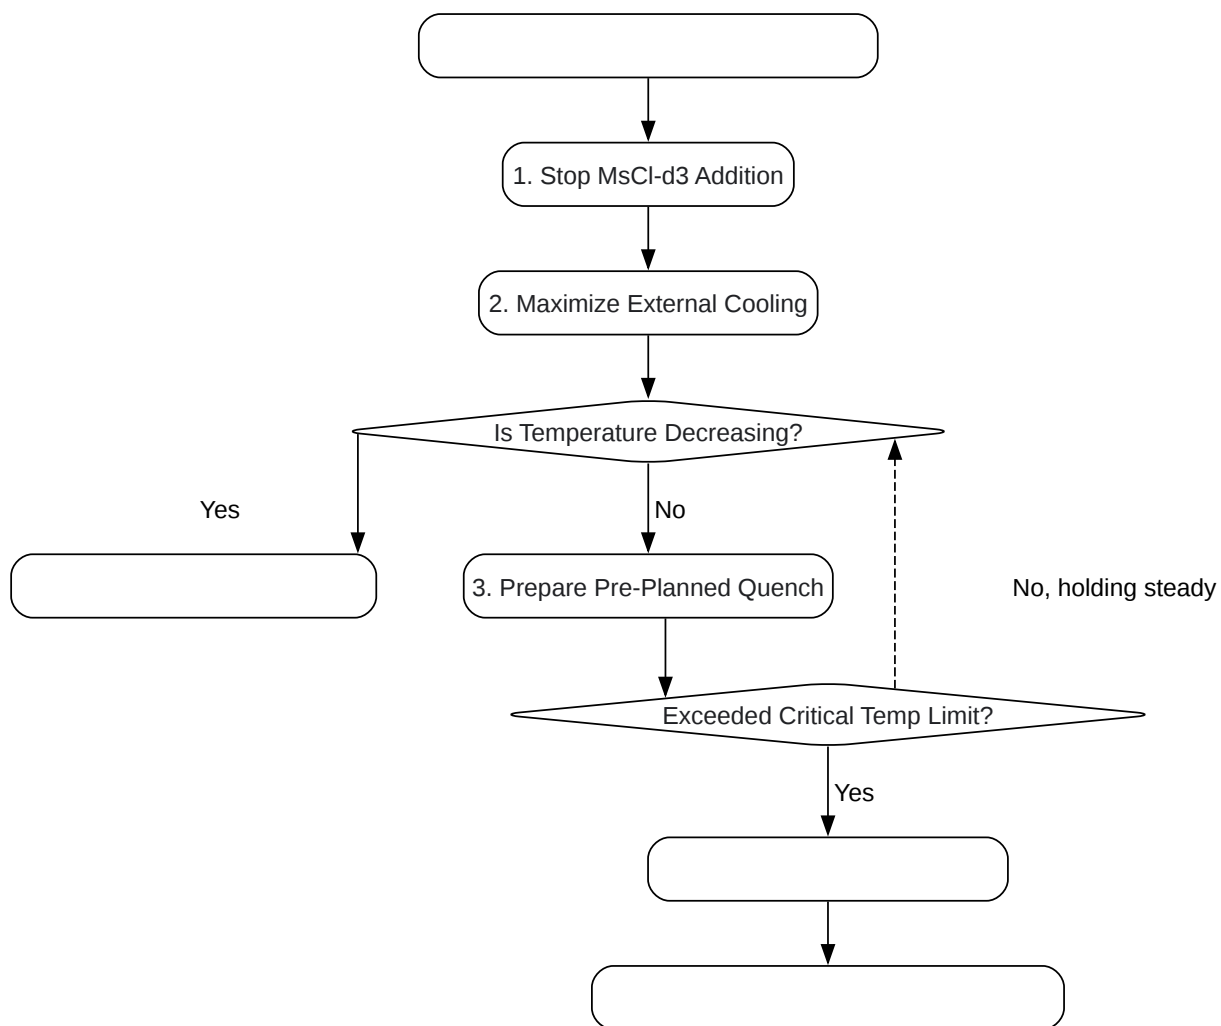 1. Stop MsCl-d3 Addition
2. Maximize External Cooling
Is Temperature Decreasing?
Yes
No
3. Prepare Pre-Planned Quench
No, holding steady
Exceeded Critical Temp Limit?
Yes